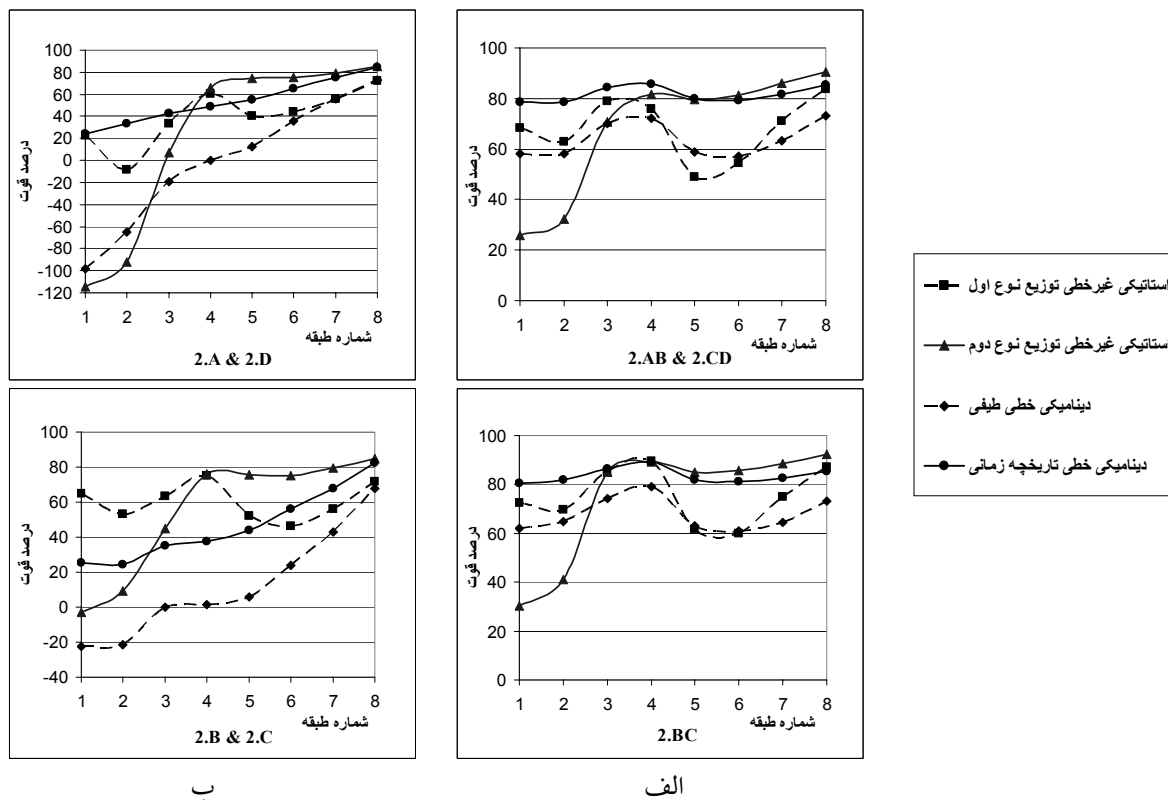 100
80
60
40
20
0
-20
-40
-60
-80
-100
-120
درصد قوت
1 2 3 4 5 6 7 8
شماره طبقه
2.A & 2.D
100
80
60
40
20
0
درصد قوت
1 2 3 4 5 6 7 8
شماره طبقه
2.AB & 2.CD
استاتیکی غیرخطی توزیع نوع اول
استاتیکی غیرخطی توزیع نوع دوم
دینامیکی خطی طیفی
دینامیکی خطی تاریخچه زمانی
100
80
60
40
20
0
-20
-40
درصد قوت
1 2 3 4 5 6 7 8
شماره طبقه
2.B & 2.C
100
80
60
40
20
0
درصد قوت
1 2 3 4 5 6 7 8
شماره طبقه
2.BC
الف
ب